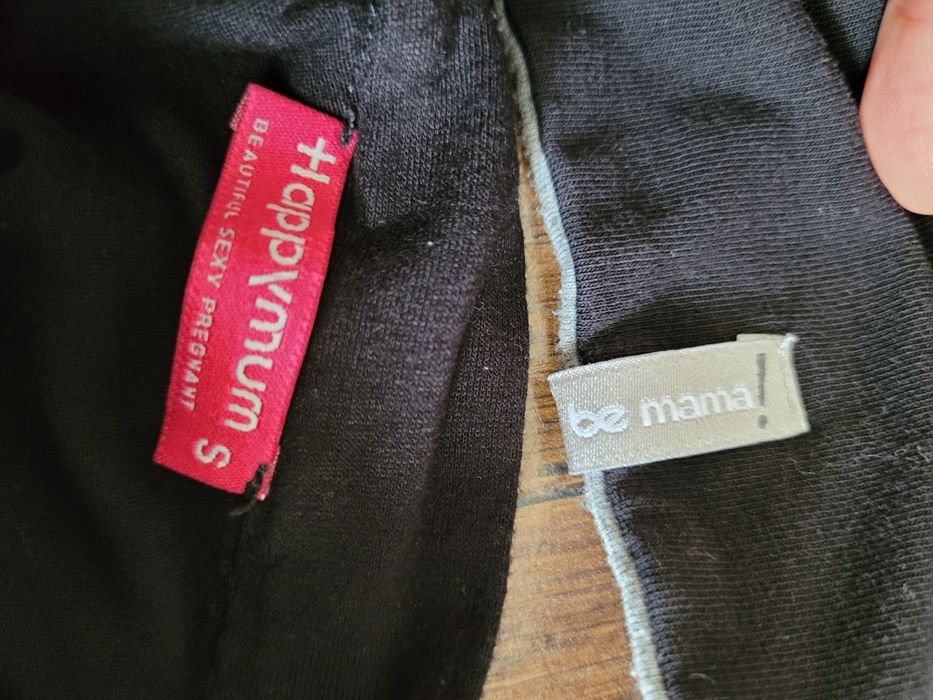 Happymum S
BEAUTIFUL SEXY PREGNANT
be mama!